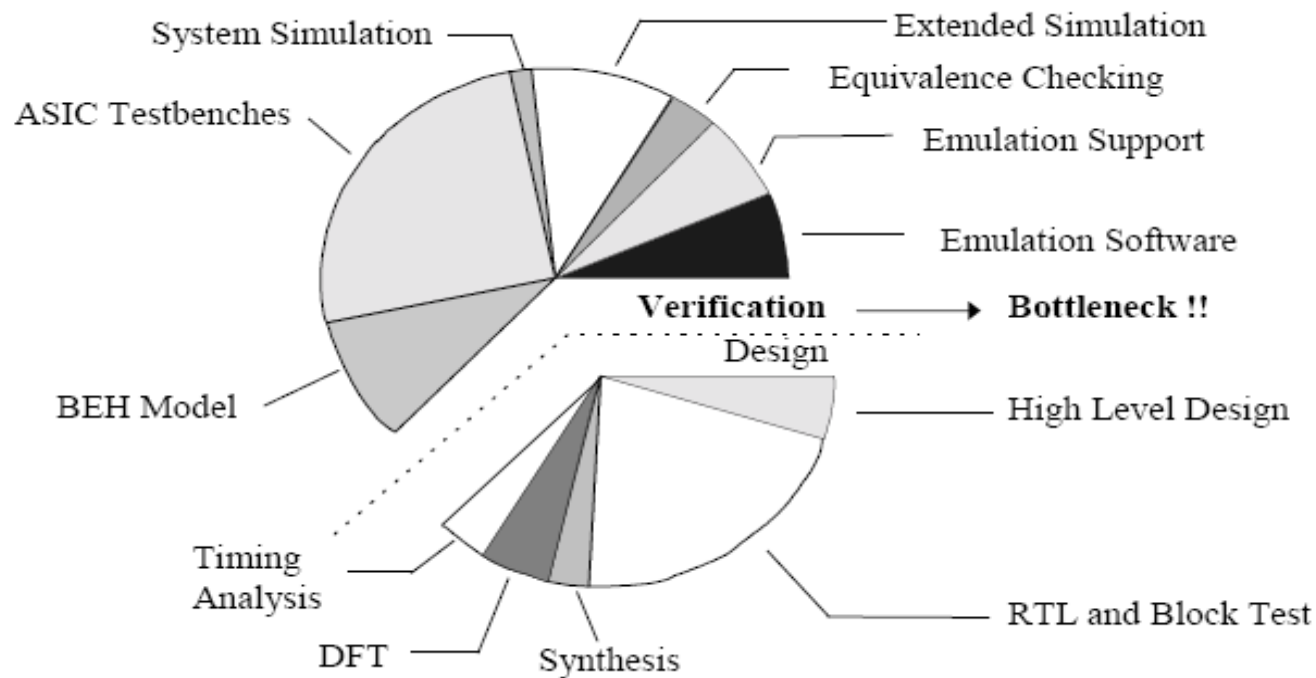 System Simulation
Extended Simulation
Equivalence Checking
ASIC Testbenches
Emulation Support
Emulation Software
Verification
Bottleneck !!
Design
BEH Model
High Level Design
Timing
Analysis
RTL and Block Test
DFT
Synthesis